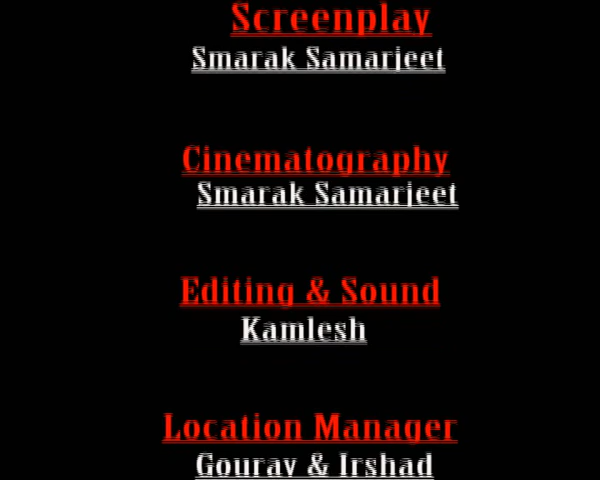 Screenplay
Smarak Samarjeet
Cinematography
Smarak Samarjeet
Editing & Sound
Kamlesh
Location Manager
Gourav & Irshad